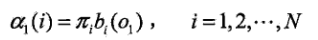 α₁(i) = πᵢbᵢ(o₁) ,   i = 1, 2, ⋯, N